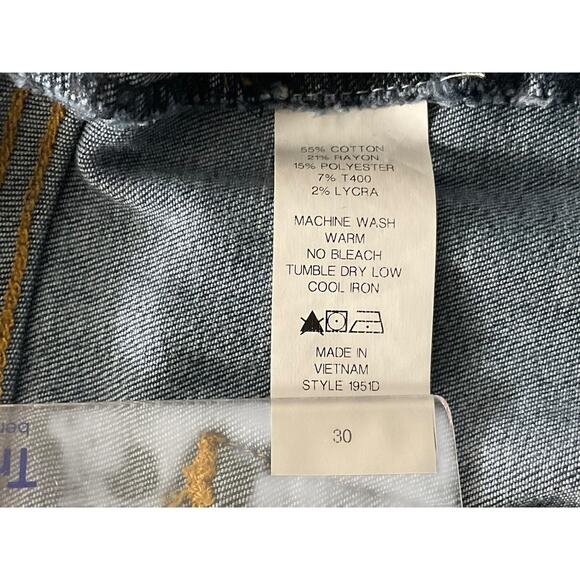 55% COTTON
21% RAYON
15% POLYESTER
7% T400
2% LYCRA
MACHINE WASH
WARM
NO BLEACH
TUMBLE DRY LOW
COOL IRON
MADE IN
VIETNAM
STYLE 1951D
30